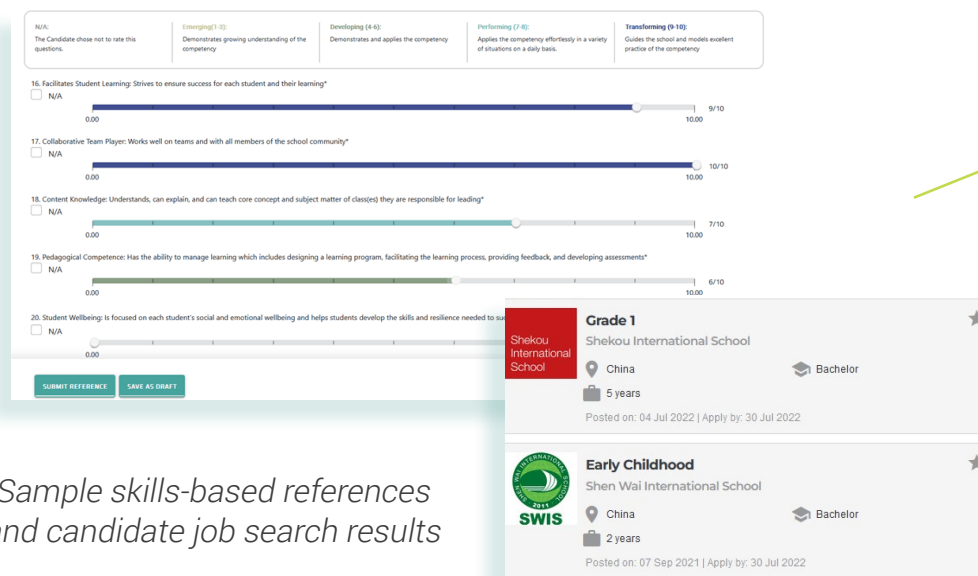 N/A:
The Candidate chose not to rate this
questions.
Emerging(1-3):
Demonstrates growing understanding of the
competency
Developing (4-6):
Demonstrates and applies the competency
Performing (7-8):
Applies the competency effortlessly in a variety
of situations on a daily basis.
Transforming (9-10):
Guides the school and models excellent
practice of the competency
16. Facilitates Student Learning: Strives to ensure success for each student and their learning*
N/A
9/10
0.00
10.00
17. Collaborative Team Player: Works well on teams and with all members of the school community*
N/A
10/10
0.00
10.00
18. Content Knowledge: Understands, can explain, and can teach core concept and subject matter of class(es) they are responsible for leading*
N/A
7/10
0.00
10.00
19. Pedagogical Competence: Has the ability to manage learning which includes designing a learning program, facilitating the learning process, providing feedback, and developing assessments*
N/A
6/10
0.00
10.00
20. Student Wellbeing: Is focused on each student's social and emotional wellbeing and helps students develop the skills and resilience needed to
N/A
0.00
SUBMIT REFERENCE
SAVE AS DRAFT
Shekou
International
School
Grade 1
Shekou International School
China
Bachelor
5 years
Posted on: 04 Jul 2022 | Apply by: 30 Jul 2022
SHEN WAI INTERNATIONAL SCHOOL
2011
SWIS
Early Childhood
Shen Wai International School
China
Bachelor
2 years
Posted on: 07 Sep 2021 | Apply by: 30 Jul 2022
Sample skills-based references
and candidate job search results